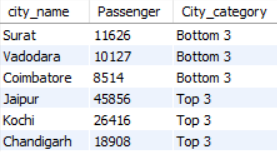 city_name Passenger City_category
Surat 11626 Bottom 3
Vadodara 10127 Bottom 3
Coimbatore 8514 Bottom 3
Jaipur 45856 Top 3
Kochi 26416 Top 3
Chandigarh 18908 Top 3